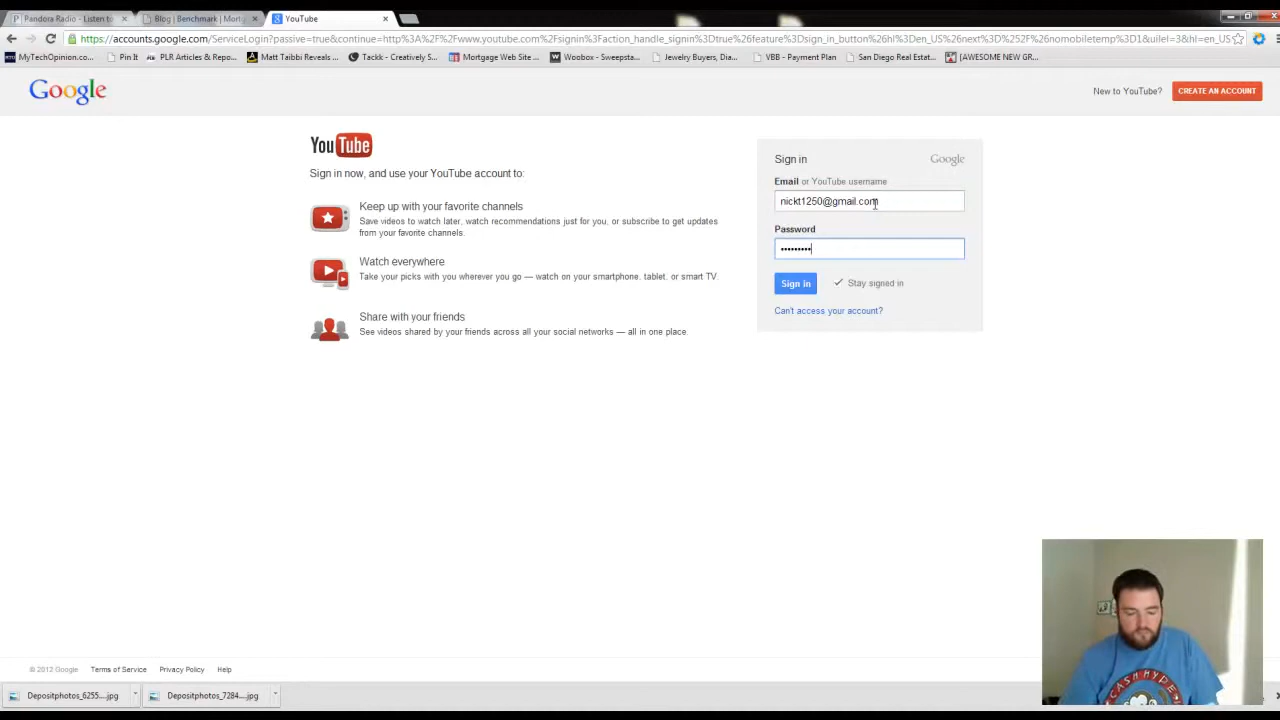 Pandora Radio - Listen to
Blog | Benchmark | Mort
YouTube
https://accounts.google.com/ServiceLogin?passive=true&continue=http%3A%2F%2Fwww.youtube.com%2Fsignin%3Faction_handle_signin%3Dtrue%26feature%3Dsign_in_button%26hl%3Den_US%26next%3D%252F%26nomobiletemp%3D1&uilel=3&hl=en_US
MyTechOpinion.co...
Pin It
PLR Articles & Repo...
Matt Taibbi Reveals ...
Tackk - Creatively S...
Mortgage Web Site ...
Woobox - Sweepsta...
Jewelry Buyers, Dia...
VBB - Payment Plan
San Diego Real Estat...
[AWESOME NEW GR...
Google
New to YouTube?
CREATE AN ACCOUNT
YouTube
Sign in now, and use your YouTube account to:
Keep up with your favorite channels
Save videos to watch later, watch recommendations just for you, or subscribe to get updates
from your favorite channels.
Watch everywhere
Take your picks with you wherever you go — watch on your smartphone, tablet, or smart TV.
Share with your friends
See videos shared by your friends across all your social networks — all in one place.
Sign in
Google
Email or YouTube username
nickt1250@gmail.com
Password
•••••••••
Sign in
Stay signed in
Can't access your account?
© 2012 Google
Terms of Service
Privacy Policy
Help
Depositphotos_6255....jpg
Depositphotos_7284....jpg
CASH HYPE